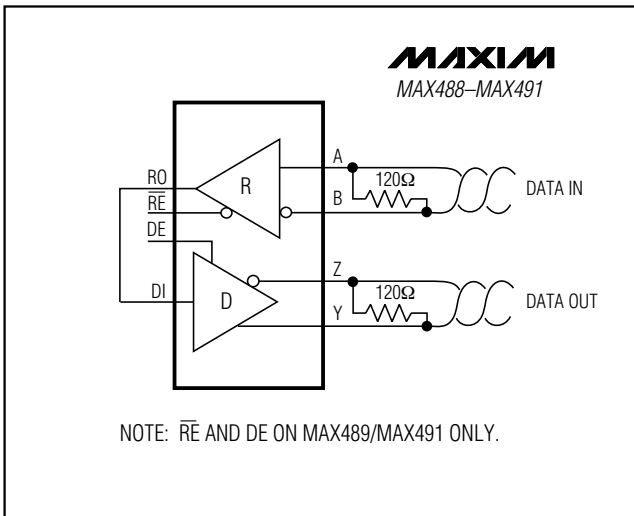 MAXIM
MAX488–MAX491
A
RO
R
120Ω
DATA IN
RE
B
DE
Z
DI
D
120Ω
DATA OUT
Y
NOTE: RE AND DE ON MAX489/MAX491 ONLY.